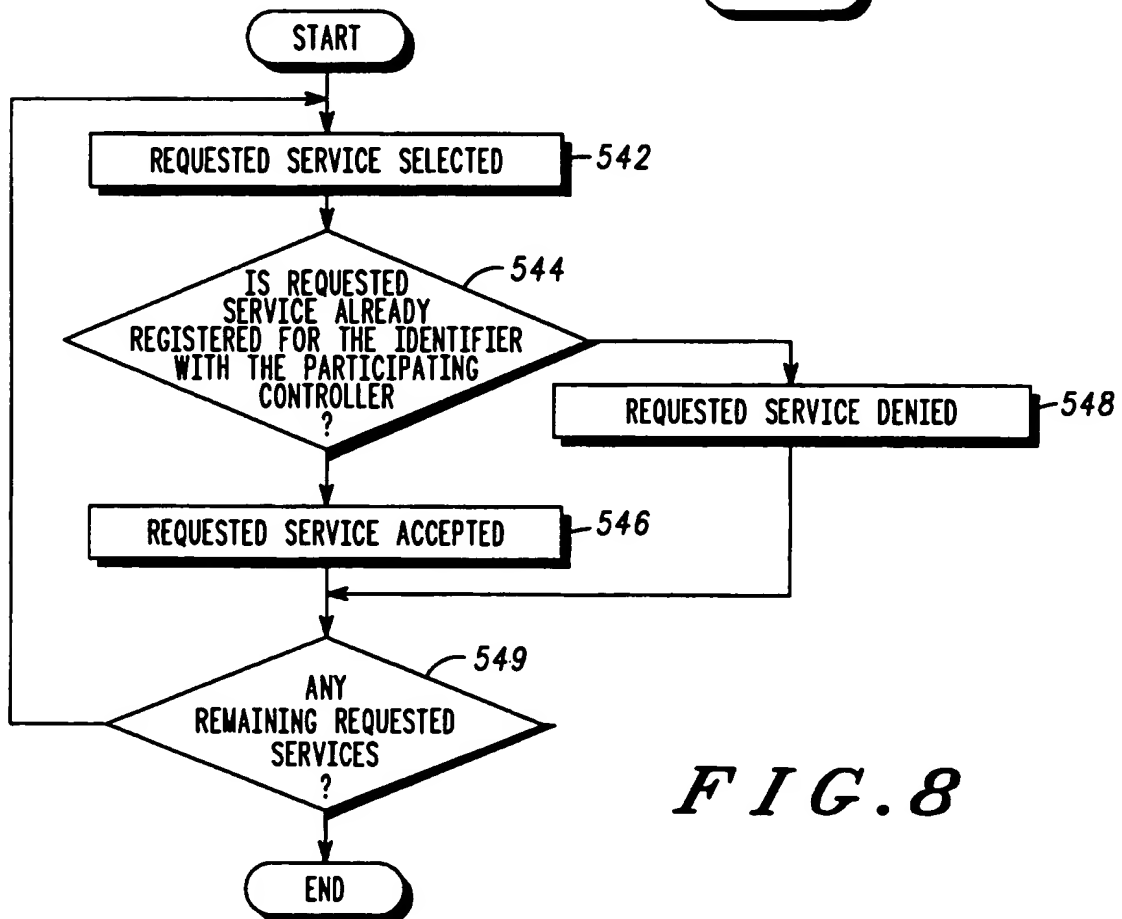 START
REQUESTED SERVICE SELECTED
542
IS REQUESTED
SERVICE ALREADY
REGISTERED FOR THE IDENTIFIER
WITH THE PARTICIPATING
CONTROLLER
?
544
REQUESTED SERVICE DENIED
548
REQUESTED SERVICE ACCEPTED
546
ANY
REMAINING REQUESTED
SERVICES
?
549
END
FIG.8